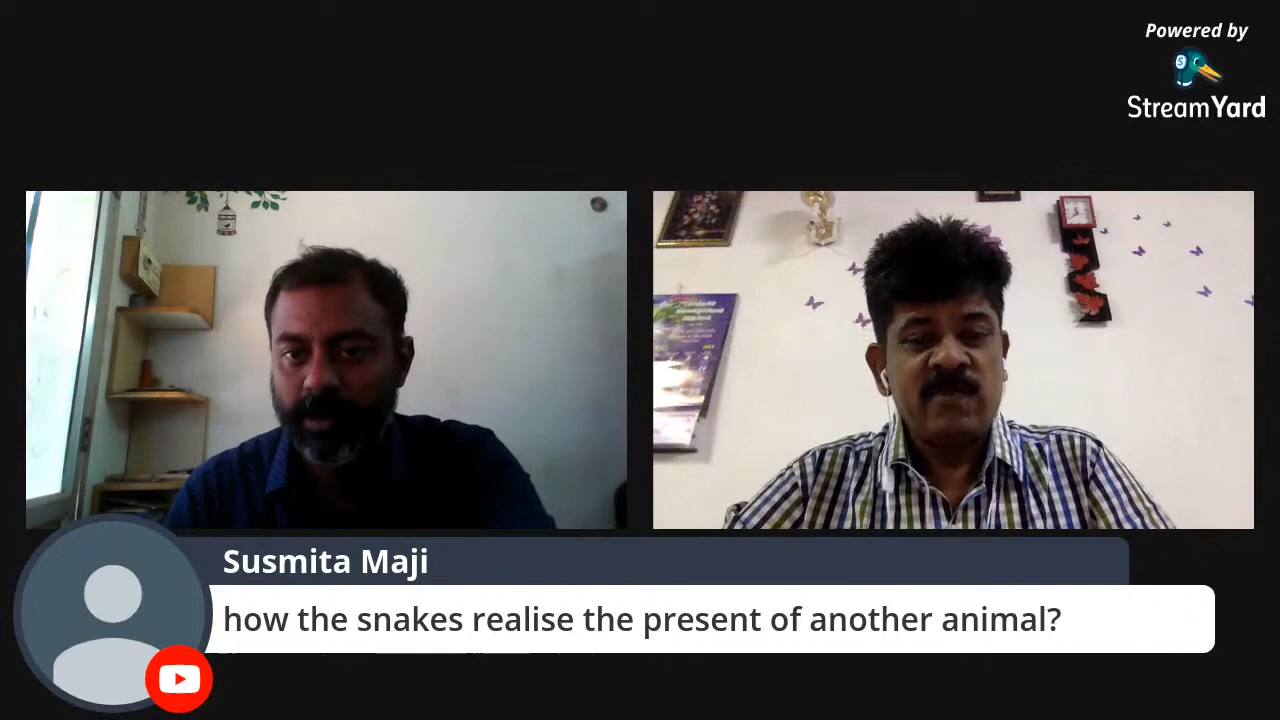 Powered by
StreamYard
Susmita Maji
how the snakes realise the present of another animal?